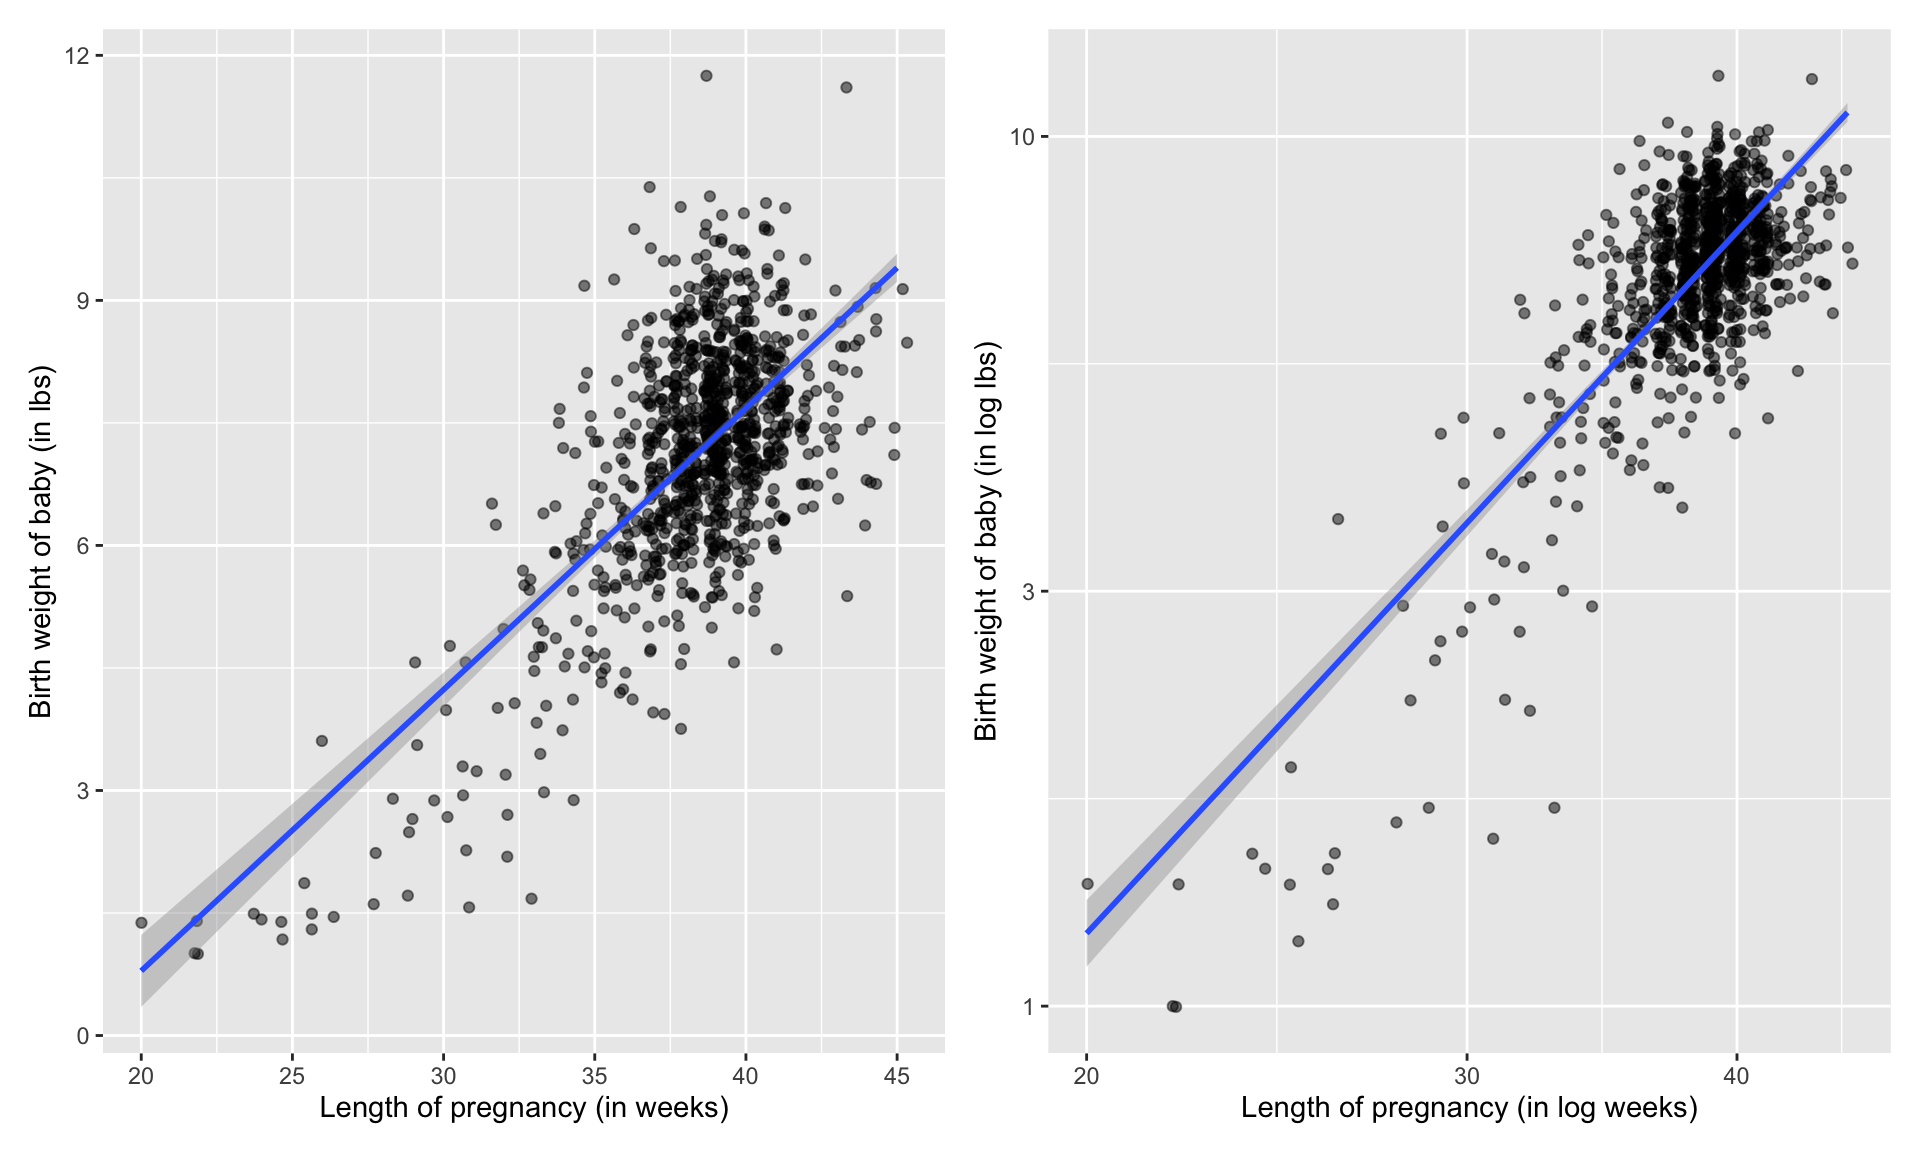 12
9
6
3
0
20 25 30 35 40 45
Length of pregnancy (in weeks)
Birth weight of baby (in lbs)
10
3
1
20 30 40
Length of pregnancy (in log weeks)
Birth weight of baby (in log lbs)